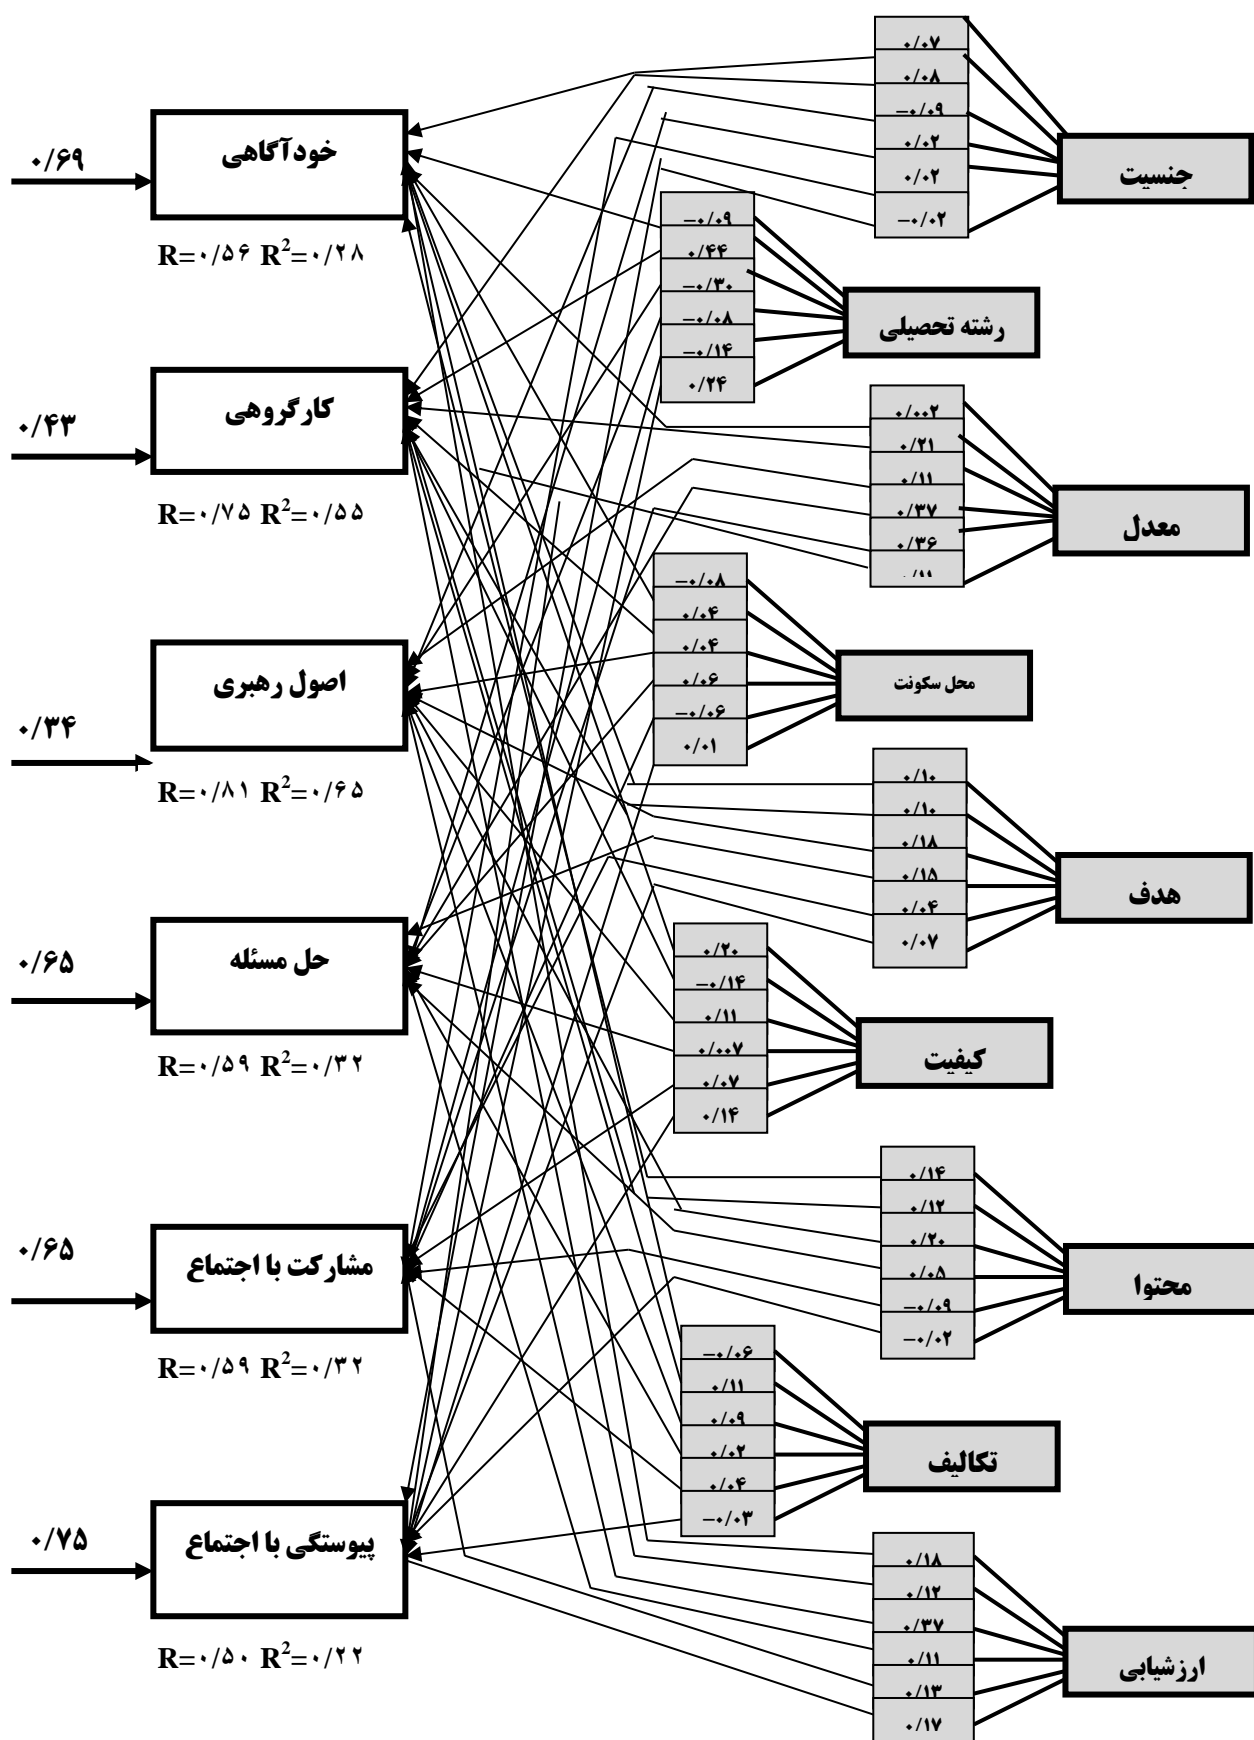 ۰/۰۷
۰/۰۸
–۰/۰۹
۰/۰۲
۰/۰۲
–۰/۰۲
جنسیت
خودآگاهی
۰/۶۹
R=۰/۵۶ R²=۰/۲۸
–۰/۰۹
۰/۴۴
–۰/۳۰
–۰/۰۸
–۰/۱۴
۰/۲۴
رشته تحصیلی
کارگروهی
۰/۴۳
R=۰/۷۵ R²=۰/۵۵
۰/۰۰۲
۰/۲۱
۰/۱۱
۰/۳۷
۰/۳۶
۰/۱۱
معدل
–۰/۰۸
۰/۰۴
۰/۰۴
۰/۰۶
–۰/۰۶
۰/۰۱
محل سکونت
اصول رهبری
۰/۳۴
R=۰/۸۱ R²=۰/۶۵
۰/۱۰
۰/۱۰
۰/۱۸
۰/۱۵
۰/۰۴
۰/۰۷
هدف
حل مسئله
۰/۶۵
R=۰/۵۹ R²=۰/۳۲
۰/۲۰
–۰/۱۴
۰/۱۱
۰/۰۰۷
۰/۰۷
۰/۱۴
کیفیت
۰/۱۴
۰/۱۲
۰/۲۰
۰/۰۵
–۰/۰۹
–۰/۰۲
محتوا
مشارکت با اجتماع
۰/۶۵
R=۰/۵۹ R²=۰/۳۲
–۰/۰۶
۰/۱۱
۰/۰۹
۰/۰۲
۰/۰۴
–۰/۰۳
تکالیف
پیوستگی با اجتماع
۰/۷۵
R=۰/۵۰ R²=۰/۲۲
۰/۱۸
۰/۱۲
۰/۳۷
۰/۱۱
۰/۱۳
۰/۱۷
ارزشیابی